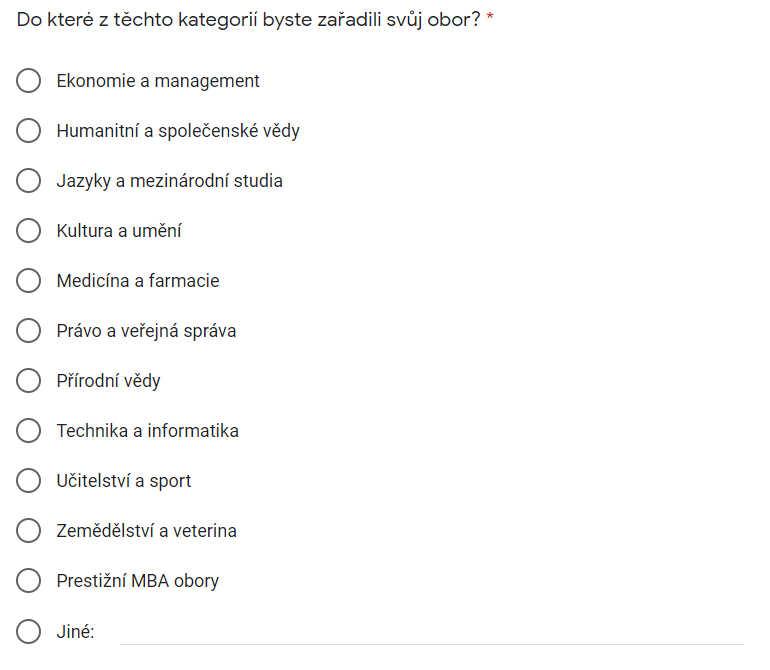 Do které z těchto kategorií byste zařadili svůj obor? *
Ekonomie a management
Humanitní a společenské vědy
Jazyky a mezinárodní studia
Kultura a umění
Medicína a farmacie
Právo a veřejná správa
Přírodní vědy
Technika a informatika
Učitelství a sport
Zemědělství a veterina
Prestižní MBA obory
Jiné: